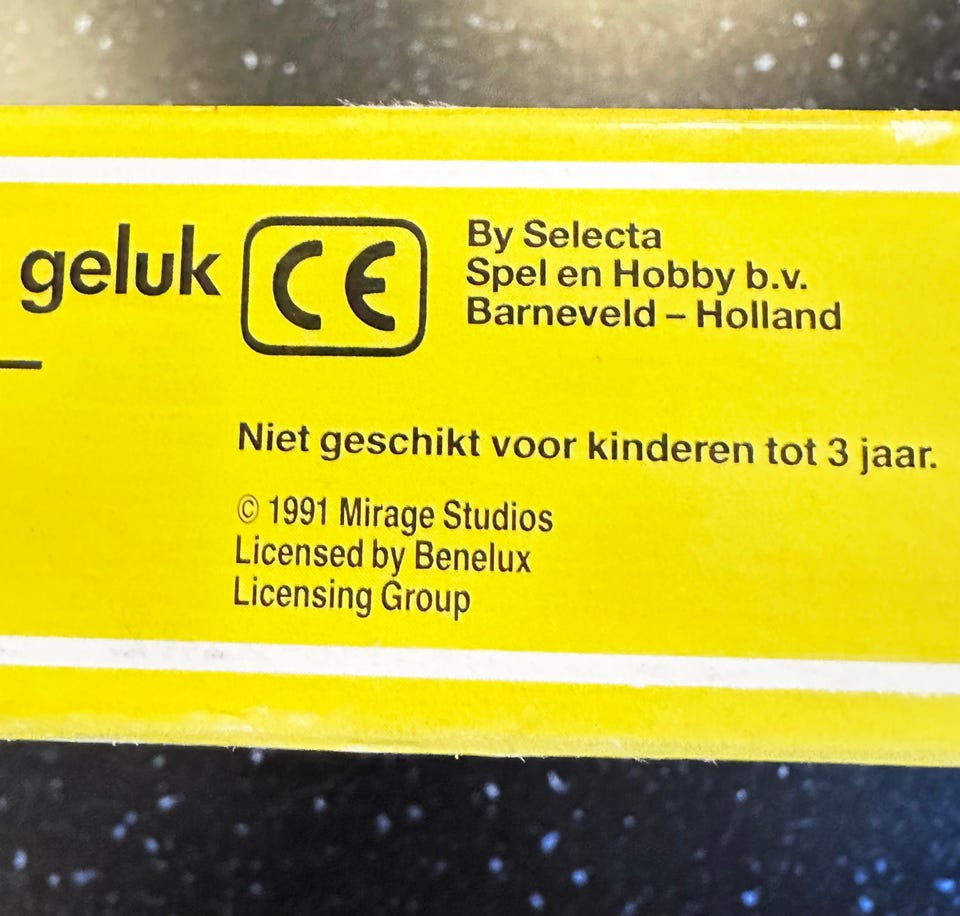 geluk
CE
By Selecta
Spel en Hobby b.v.
Barneveld – Holland
Niet geschikt voor kinderen tot 3 jaar.
© 1991 Mirage Studios
Licensed by Benelux
Licensing Group